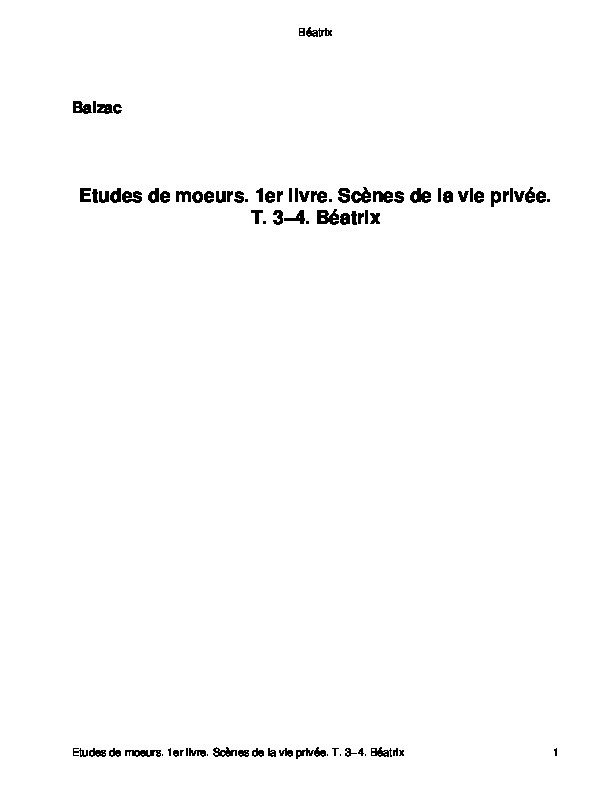 Béatrix
Balzac
Etudes de moeurs. 1er livre. Scènes de la vie privée.
T. 3−4. Béatrix
Etudes de moeurs. 1er livre. Scènes de la vie privée. T. 3−4. Béatrix 1